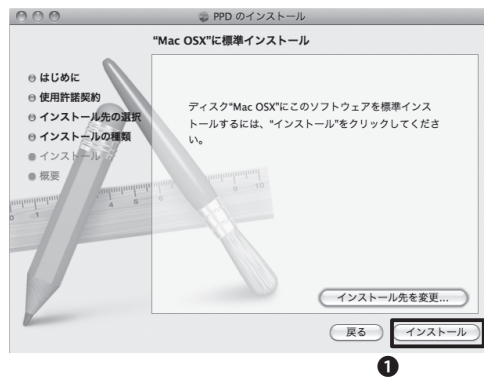 PPD のインストール
“Mac OSX”に標準インストール
はじめに
使用許諾契約
インストール先の選択
インストールの種類
インストール
概要
ディスク“Mac OSX”にこのソフトウェアを標準インス
トールするには、“インストール”をクリックしてくださ
い。
インストール先を変更...
戻る
インストール
1